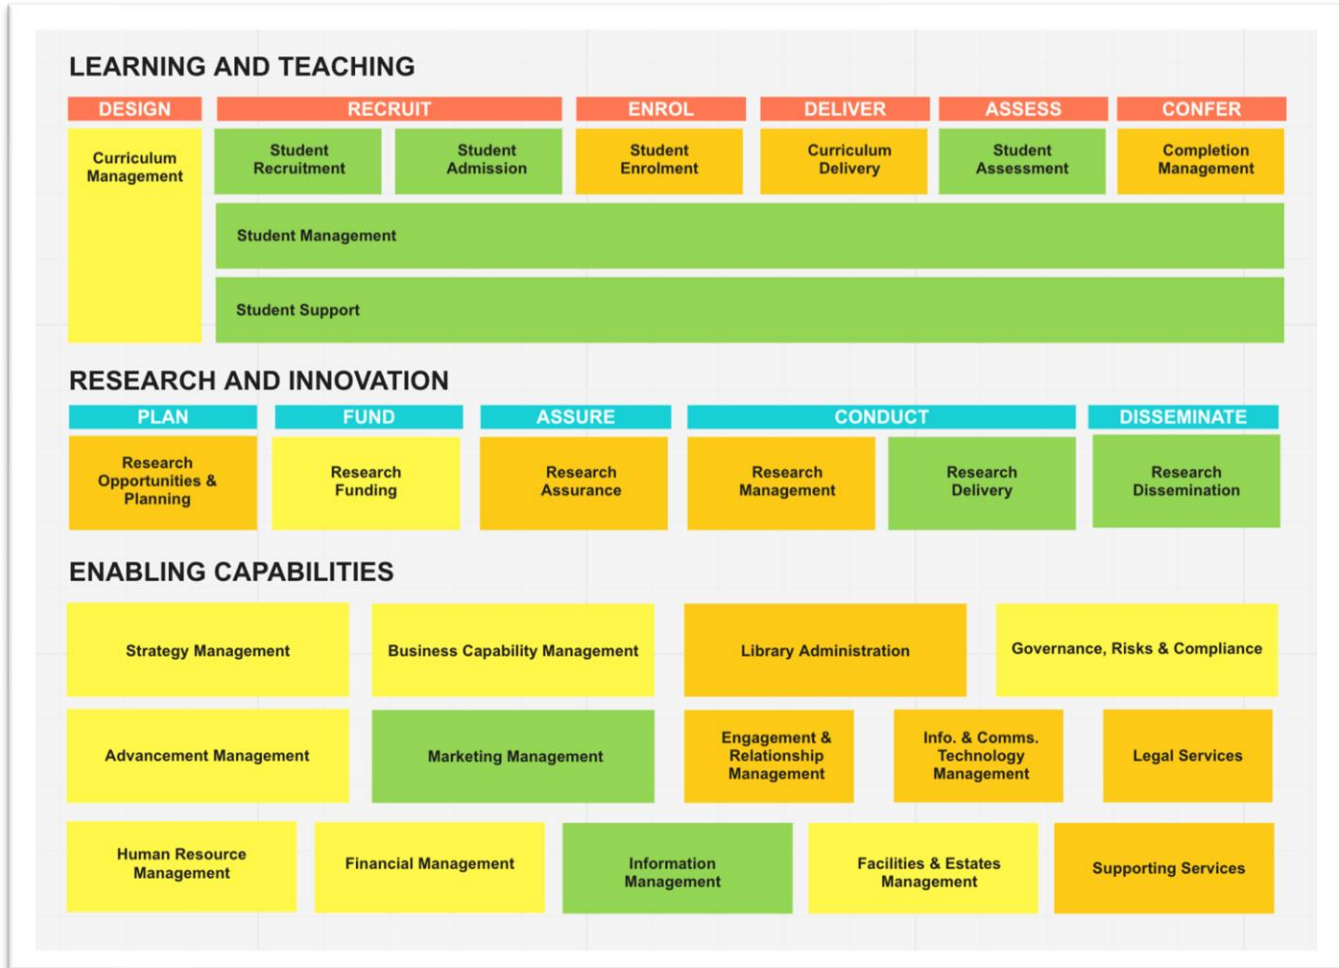 LEARNING AND TEACHING
DESIGN
RECRUIT
ENROL
DELIVER
ASSESS
CONFER
Curriculum
Management
Student
Recruitment
Student
Admission
Student
Enrolment
Curriculum
Delivery
Student
Assessment
Completion
Management
Student Management
Student Support
RESEARCH AND INNOVATION
PLAN
FUND
ASSURE
CONDUCT
DISSEMINATE
Research
Opportunities &
Planning
Research
Funding
Research
Assurance
Research
Management
Research
Delivery
Research
Dissemination
ENABLING CAPABILITIES
Strategy Management
Business Capability Management
Library Administration
Governance, Risks & Compliance
Advancement Management
Marketing Management
Engagement &
Relationship
Management
Info. & Comms.
Technology
Management
Legal Services
Human Resource
Management
Financial Management
Information
Management
Facilities & Estates
Management
Supporting Services